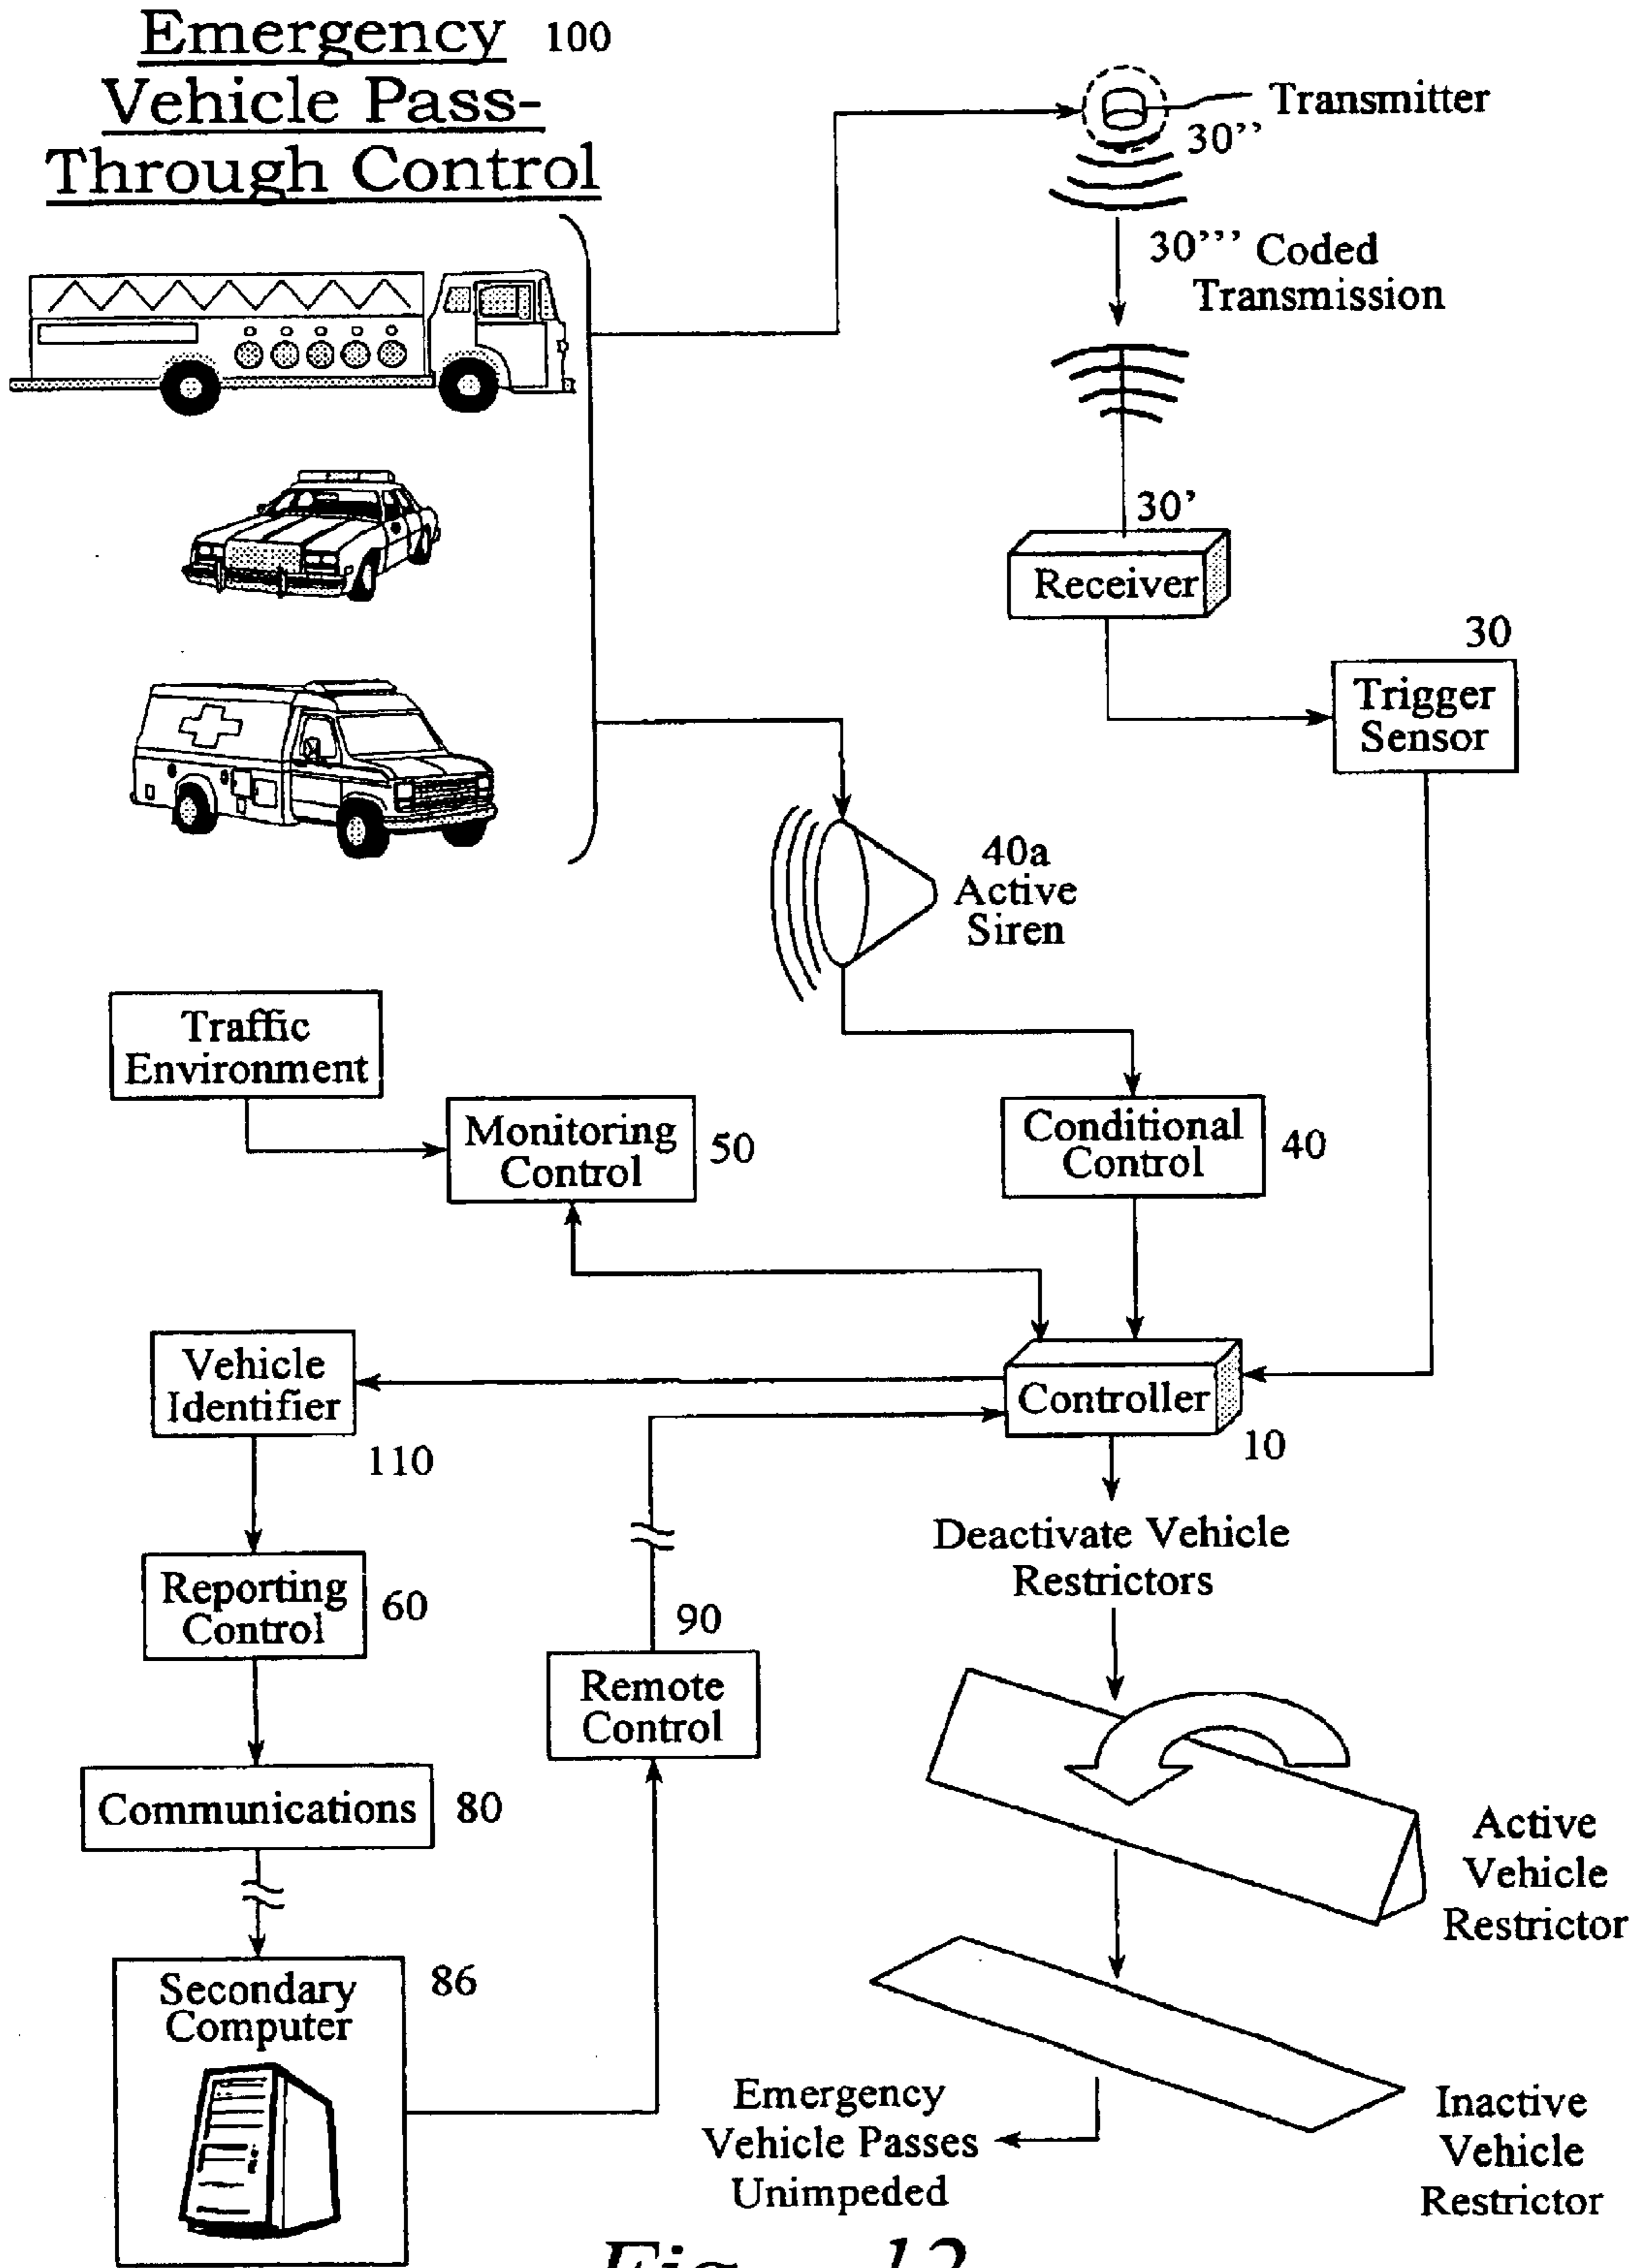 Emergency 100
Vehicle Pass-
Through Control
Transmitter
30’’
30’’’ Coded
Transmission
30’
Receiver
30
Trigger
Sensor
40a
Active
Siren
Traffic
Environment
Monitoring
Control
50
Conditional
Control
40
Vehicle
Identifier
110
Controller
10
Deactivate Vehicle
Restrictors
Reporting
Control
60
90
Remote
Control
Communications 80
Active
Vehicle
Restrictor
Secondary
Computer
86
Emergency
Vehicle Passes
Unimpeded
Inactive
Vehicle
Restrictor
Fig. 12